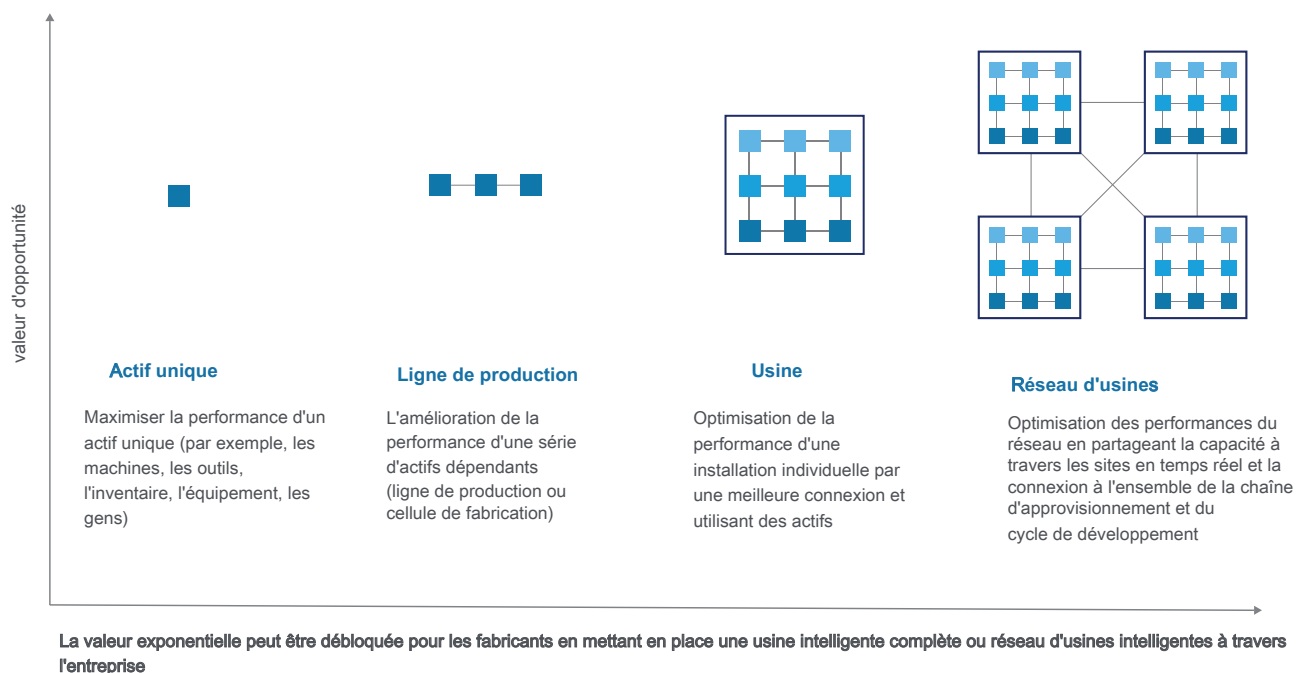 valeur d'opportunité
Actif unique
Maximiser la performance d'un
actif unique (par exemple, les
machines, les outils,
l'inventaire, l'équipement, les
gens)
Ligne de production
L'amélioration de la
performance d'une série
d'actifs dépendants
(ligne de production ou
cellule de fabrication)
Usine
Optimisation de la
performance d'une
installation individuelle par
une meilleure connexion et
utilisant des actifs
Réseau d'usines
Optimisation des performances du
réseau en partageant la capacité à
travers les sites en temps réel et la
connexion à l'ensemble de la chaîne
d'approvisionnement et du
cycle de développement
La valeur exponentielle peut être débloquée pour les fabricants en mettant en place une usine intelligente complète ou réseau d'usines intelligentes à travers
l'entreprise